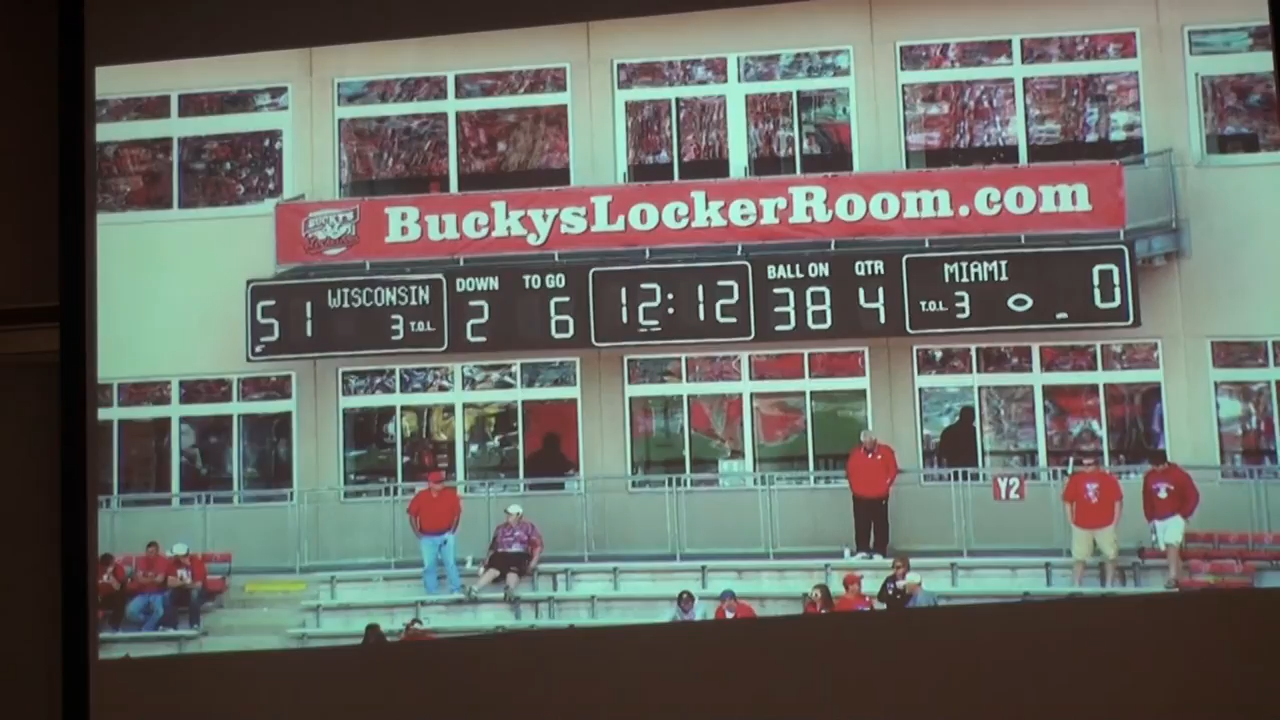 BUCKY'S
BuckysLockerRoom.com
51 WISCONSIN 3 T.O.L.
DOWN 2
TO GO 6
12:12
BALL ON 38
QTR 4
MIAMI 0
T.O.L. 3
Y2